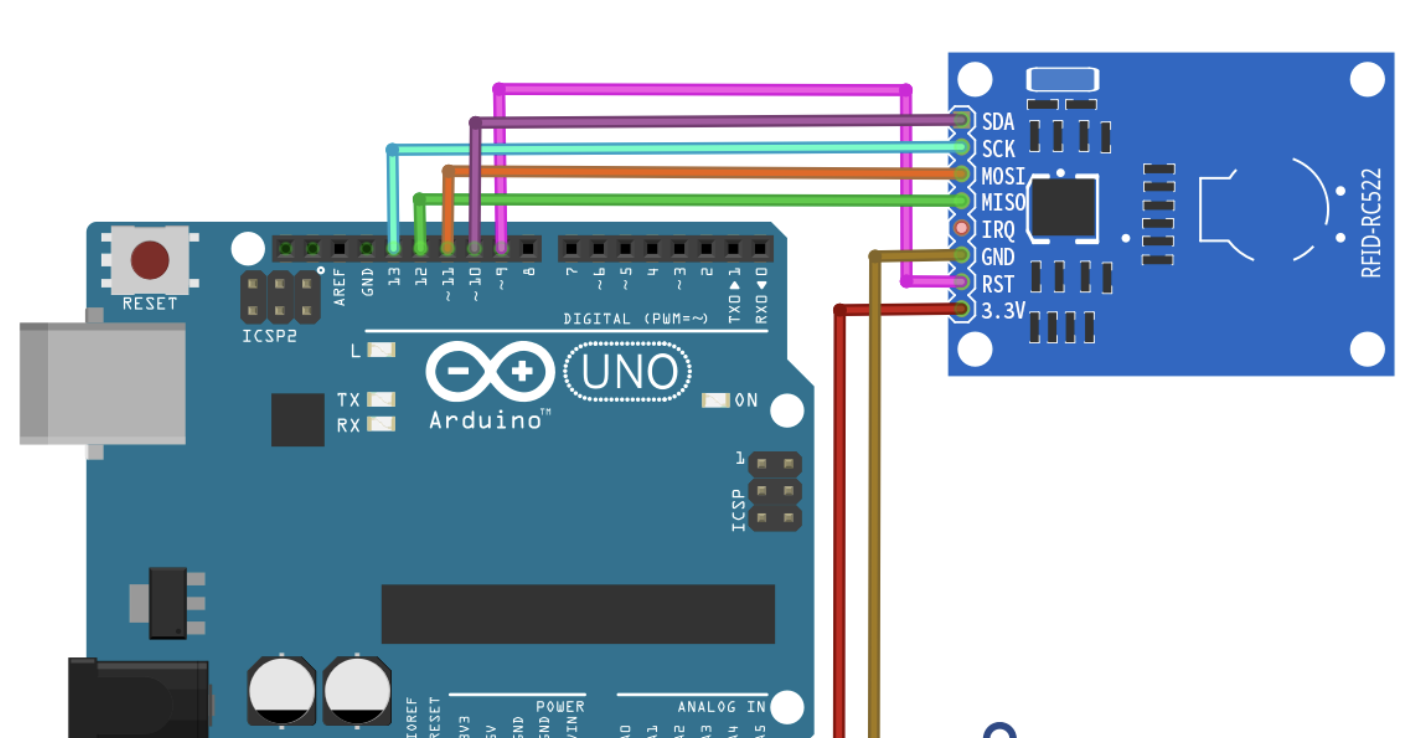 SDA
SCK
MOSI
MISO
IRQ
GND
RST
3.3V
RFID-RC522
RESET
ICSP2
AREF
GND
13
12
~11
~10
~9
8
7
~6
~5
4
~3
2
TX0▶1
RX0◀0
DIGITAL (PWM=~)
L
TX
RX
Arduino™
UNO
ON
1
ICSP
POWER
ANALOG IN
IOREF
RESET
3V3
5V
GND
GND
VIN
A0
A1
A2
A3
A4
A5